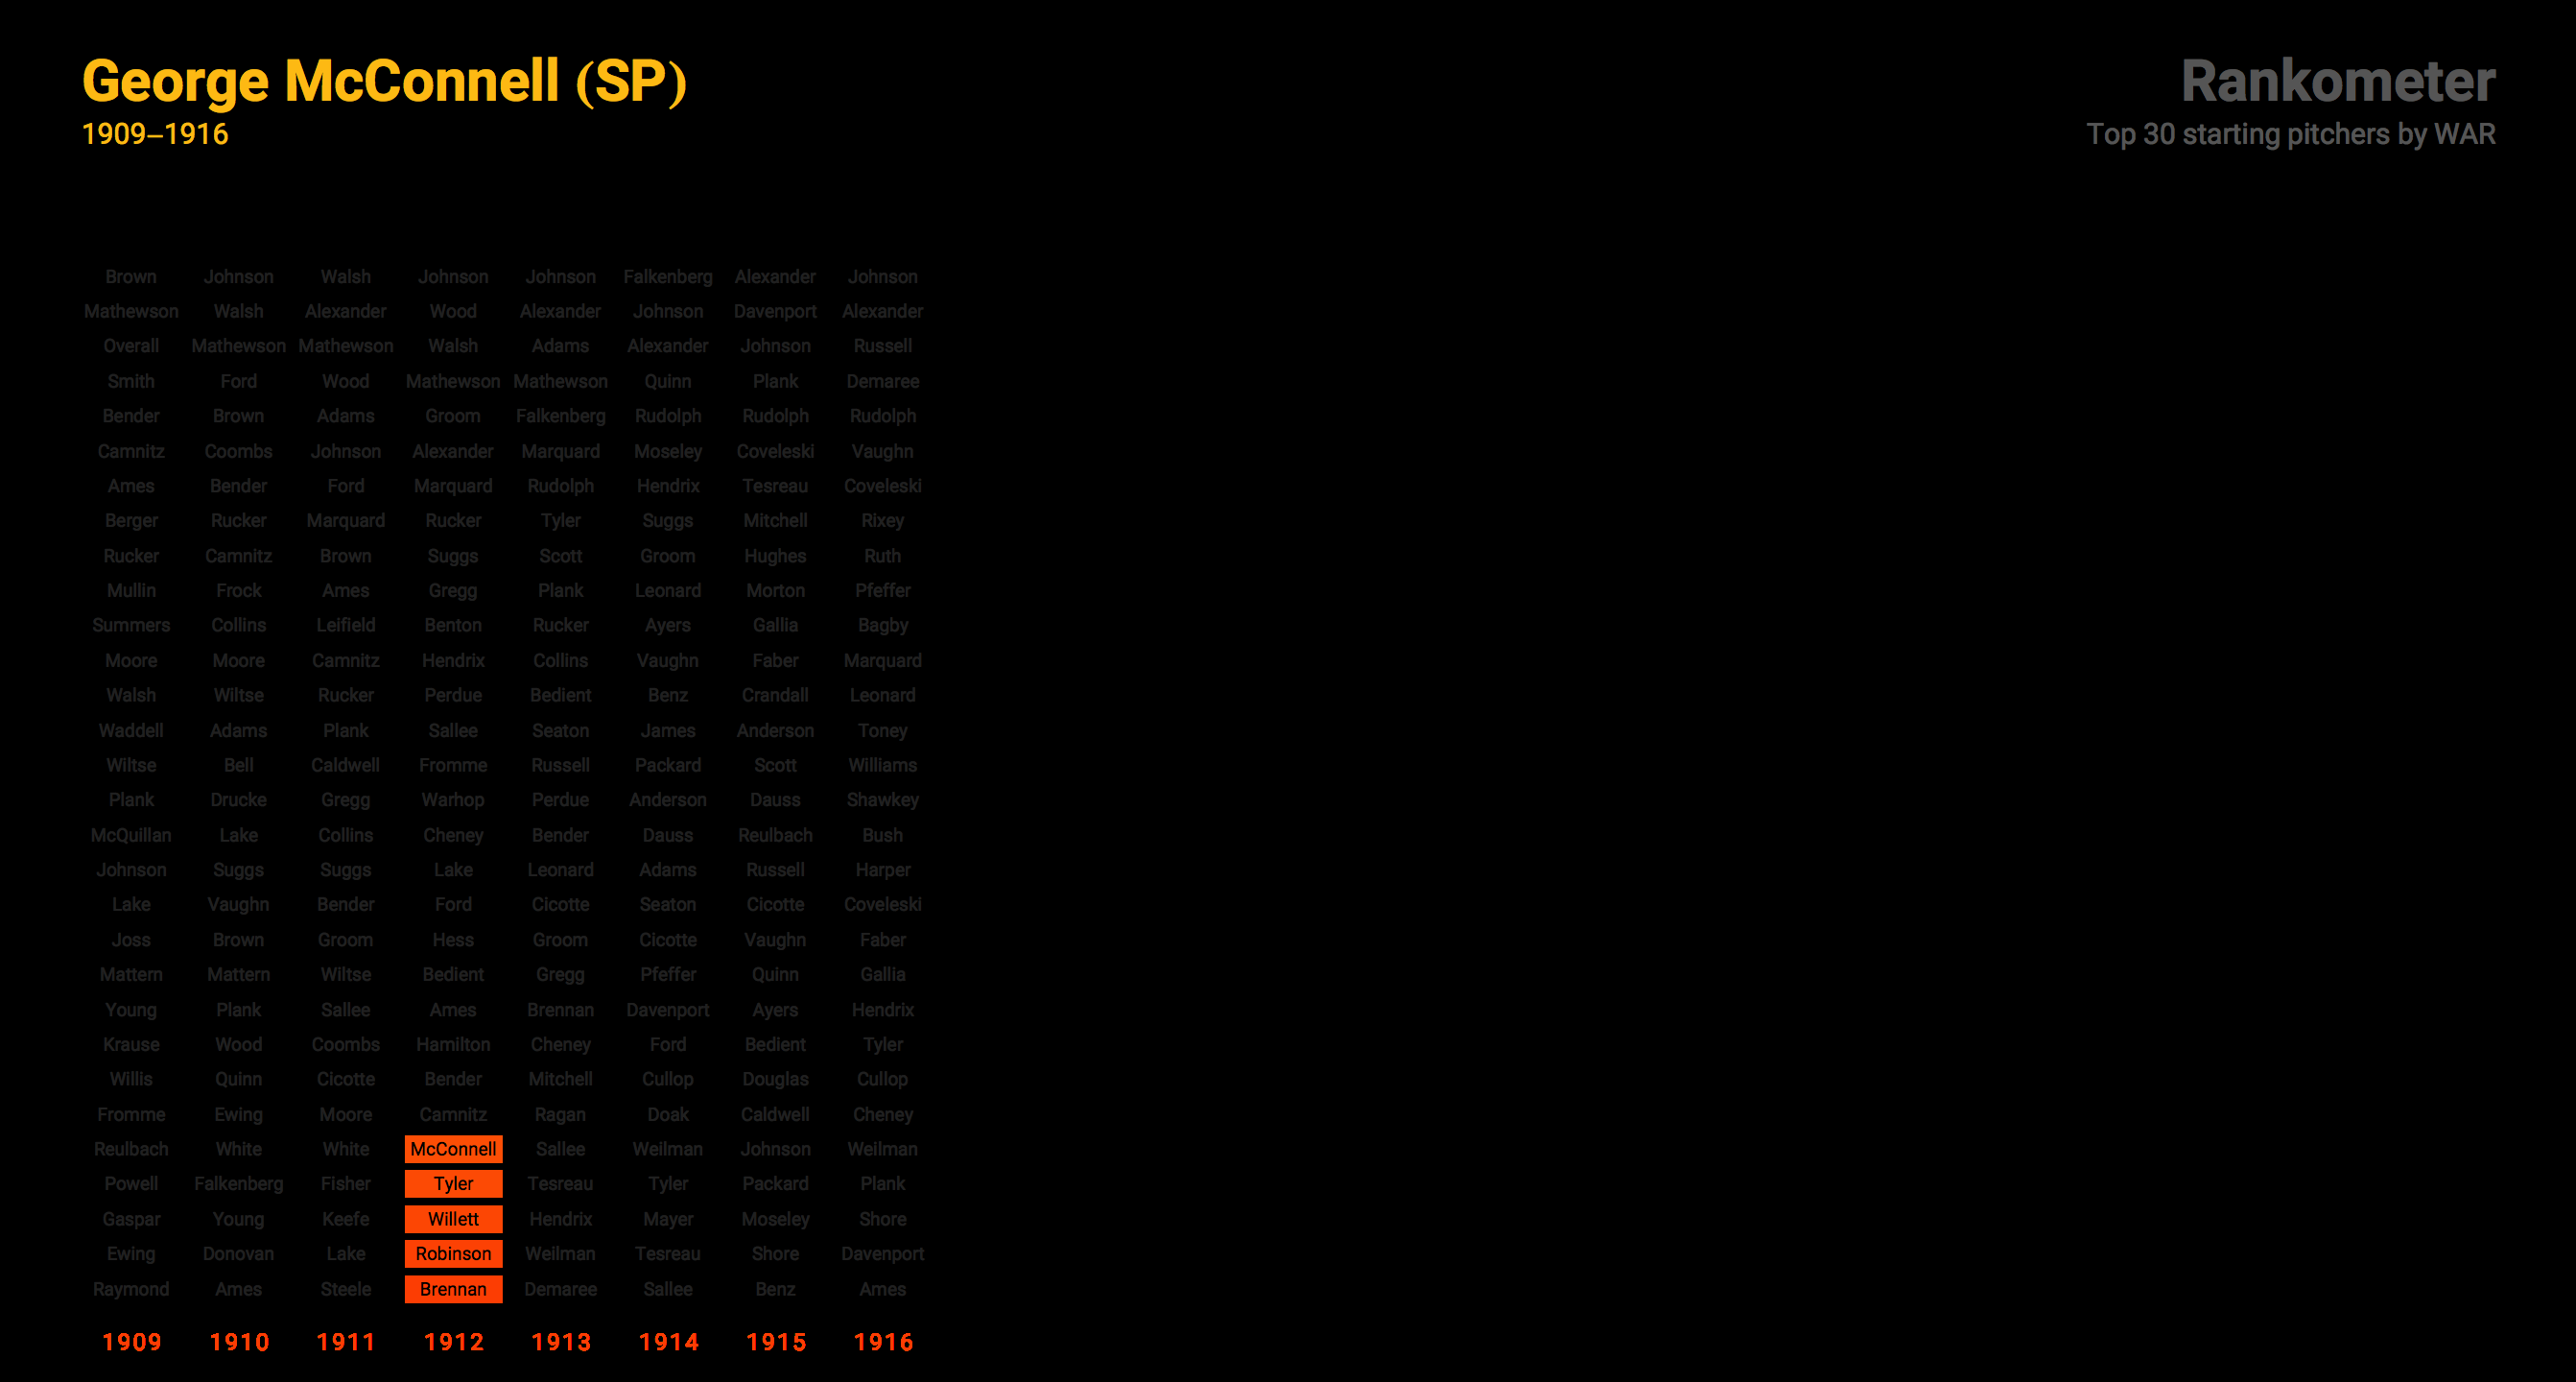 George McConnell (SP)
1909–1916
Rankometer
Top 30 starting pitchers by WAR
Brown Johnson Walsh Johnson Johnson Falkenberg Alexander Johnson
Mathewson Walsh Alexander Wood Alexander Johnson Davenport Alexander
Overall Mathewson Mathewson Walsh Adams Alexander Johnson Russell
Smith Ford Wood Mathewson Mathewson Quinn Plank Demaree
Bender Brown Adams Groom Falkenberg Rudolph Rudolph Rudolph
Camnitz Coombs Johnson Alexander Marquard Moseley Coveleski Vaughn
Ames Bender Ford Marquard Rudolph Hendrix Tesreau Coveleski
Berger Rucker Marquard Rucker Tyler Suggs Mitchell Rixey
Rucker Camnitz Brown Suggs Scott Groom Hughes Ruth
Mullin Frock Ames Gregg Plank Leonard Morton Pfeffer
Summers Collins Leifield Benton Rucker Ayers Gallia Bagby
Moore Moore Camnitz Hendrix Collins Vaughn Faber Marquard
Walsh Wiltse Rucker Perdue Bedient Benz Crandall Leonard
Waddell Adams Plank Sallee Seaton James Anderson Toney
Wiltse Bell Caldwell Fromme Russell Packard Scott Williams
Plank Drucke Gregg Warhop Perdue Anderson Dauss Shawkey
McQuillan Lake Collins Cheney Bender Dauss Reulbach Bush
Johnson Suggs Suggs Lake Leonard Adams Russell Harper
Lake Vaughn Bender Ford Cicotte Seaton Cicotte Coveleski
Joss Brown Groom Hess Groom Cicotte Vaughn Faber
Mattern Mattern Wiltse Bedient Gregg Pfeffer Quinn Gallia
Young Plank Sallee Ames Brennan Davenport Ayers Hendrix
Krause Wood Coombs Hamilton Cheney Ford Bedient Tyler
Willis Quinn Cicotte Bender Mitchell Cullop Douglas Cullop
Fromme Ewing Moore Camnitz Ragan Doak Caldwell Cheney
Reulbach White White McConnell Sallee Weilman Johnson Weilman
Powell Falkenberg Fisher Tyler Tesreau Tyler Packard Plank
Gaspar Young Keefe Willett Hendrix Mayer Moseley Shore
Ewing Donovan Lake Robinson Weilman Tesreau Shore Davenport
Raymond Ames Steele Brennan Demaree Sallee Benz Ames
1909 1910 1911 1912 1913 1914 1915 1916